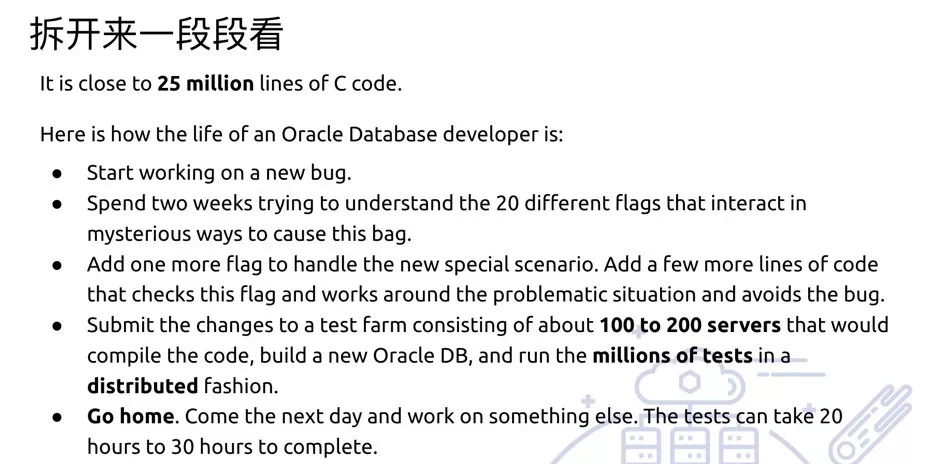 拆开来一段段看
It is close to 25 million lines of C code.
Here is how the life of an Oracle Database developer is:
● Start working on a new bug.
● Spend two weeks trying to understand the 20 different flags that interact in
mysterious ways to cause this bag.
● Add one more flag to handle the new special scenario. Add a few more lines of code
that checks this flag and works around the problematic situation and avoids the bug.
● Submit the changes to a test farm consisting of about 100 to 200 servers that would
compile the code, build a new Oracle DB, and run the millions of tests in a
distributed fashion.
● Go home. Come the next day and work on something else. The tests can take 20
hours to 30 hours to complete.